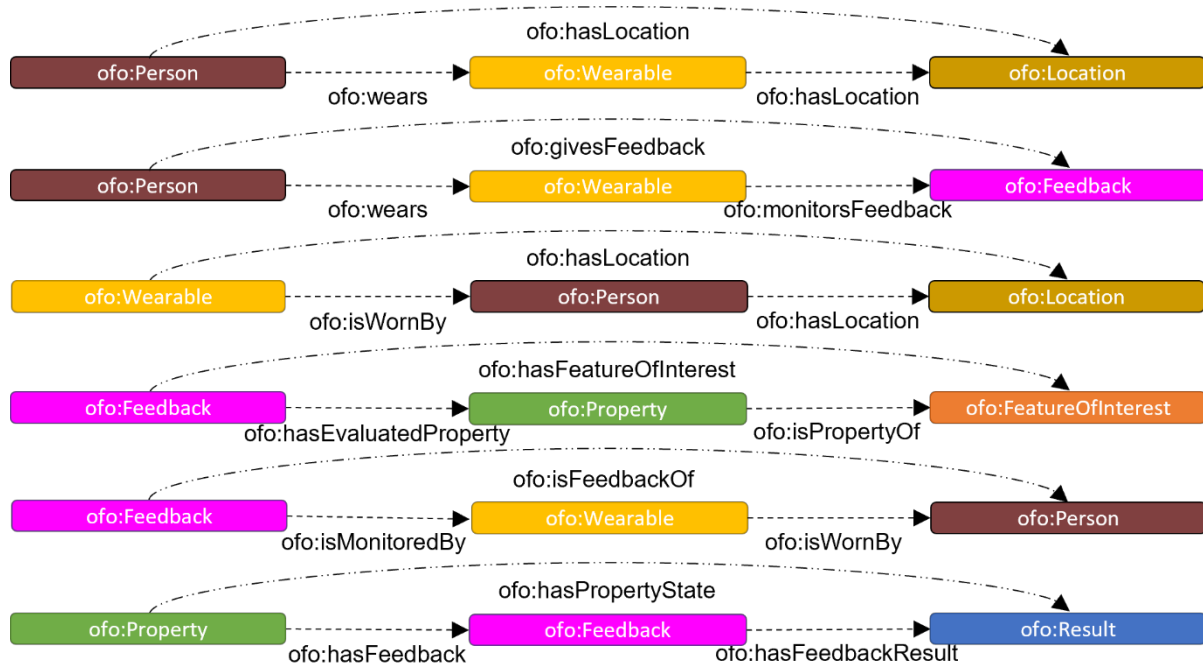 ofo:hasLocation
ofo:Person ofo:Wearable ofo:Location
ofo:wears ofo:hasLocation
ofo:givesFeedback
ofo:Person ofo:Wearable ofo:Feedback
ofo:wears ofo:monitorsFeedback
ofo:hasLocation
ofo:Wearable ofo:Person ofo:Location
ofo:isWornBy ofo:hasLocation
ofo:hasFeatureOfInterest
ofo:Feedback ofo:Property ofo:FeatureOfInterest
ofo:hasEvaluatedProperty ofo:isPropertyOf
ofo:isFeedbackOf
ofo:Feedback ofo:Wearable ofo:Person
ofo:isMonitoredBy ofo:isWornBy
ofo:hasPropertyState
ofo:Property ofo:Feedback ofo:Result
ofo:hasFeedback ofo:hasFeedbackResult